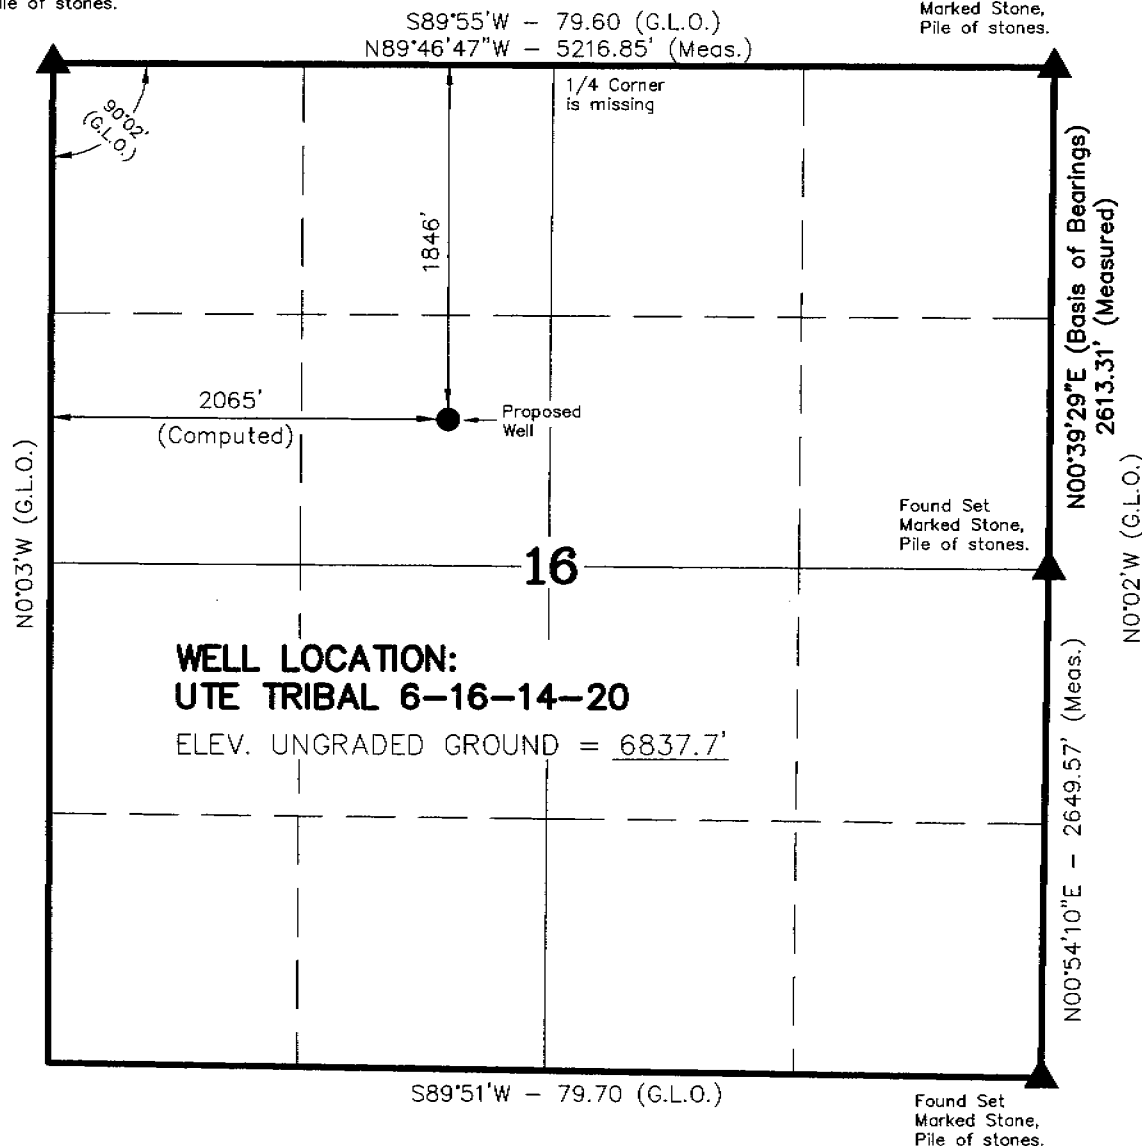 ile of stones.
Marked Stone,
Pile of stones.
S89°55'W – 79.60 (G.L.O.)
N89°46'47"W – 5216.85' (Meas.)
1/4 Corner
is missing
90°02'
(G.L.O.)
1846'
N00°39'29"E (Basis of Bearings)
2613.31' (Measured)
2065'
(Computed)
Proposed
Well
N0°03'W (G.L.O.)
Found Set
Marked Stone,
Pile of stones.
N0°02'W (G.L.O.)
16
WELL LOCATION:
UTE TRIBAL 6–16–14–20
ELEV. UNGRADED GROUND = 6837.7'
N00°54'10"E – 2649.57' (Meas.)
S89°51'W – 79.70 (G.L.O.)
Found Set
Marked Stone,
Pile of stones.